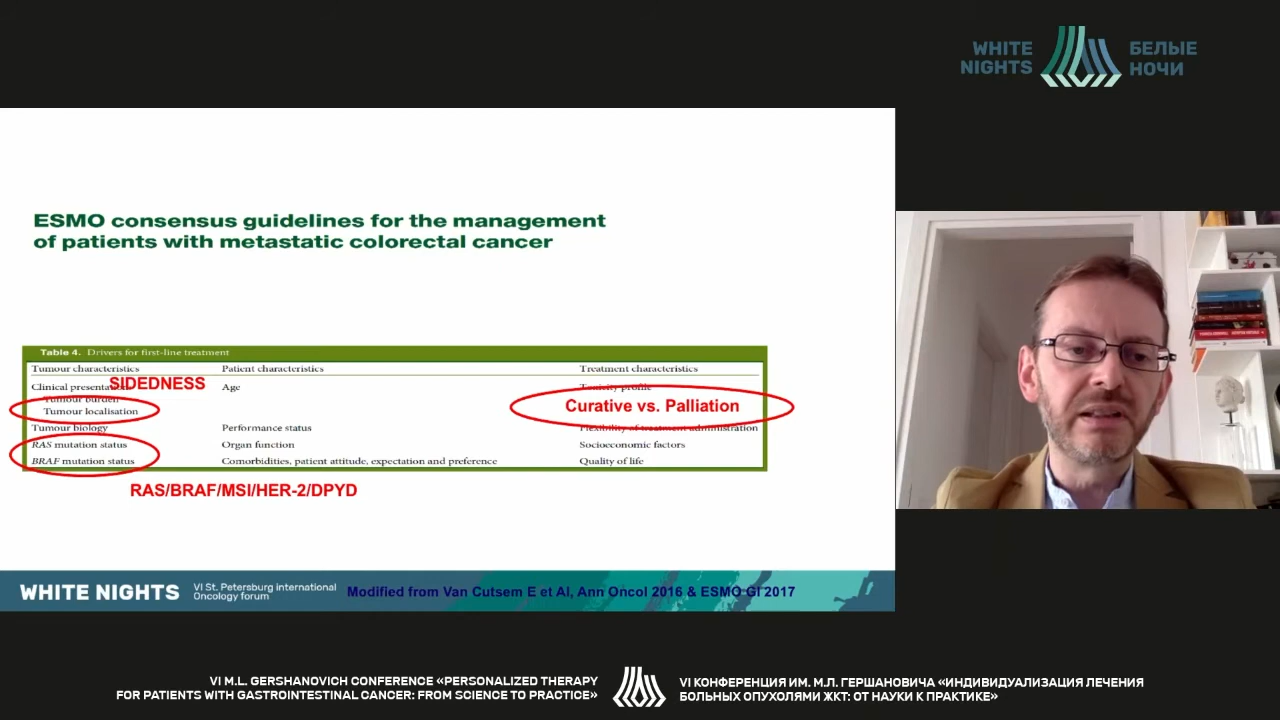 WHITE
NIGHTS
БЕЛЫЕ
НОЧИ
ESMO consensus guidelines for the management
of patients with metastatic colorectal cancer
Table 4. Drivers for first-line treatment
Tumour characteristics Patient characteristics Treatment characteristics
Clinical presentation SIDEDNESS Age Toxicity profile
Tumour burden
Tumour localisation Curative vs. Palliation
Tumour biology Performance status Flexibility of treatment administration
RAS mutation status Organ function Socioeconomic factors
BRAF mutation status Comorbidities, patient attitude, expectation and preference Quality of life
RAS/BRAF/MSI/HER-2/DPYD
WHITE NIGHTS
VI St. Petersburg international
Oncology forum
Modified from Van Cutsem E et Al, Ann Oncol 2016 & ESMO GI 2017
VI M.L. GERSHANOVICH CONFERENCE «PERSONALIZED THERAPY
FOR PATIENTS WITH GASTROINTESTINAL CANCER: FROM SCIENCE TO PRACTICE»
VI КОНФЕРЕНЦИЯ ИМ. М.Л. ГЕРШАНОВИЧА «ИНДИВИДУАЛИЗАЦИЯ ЛЕЧЕНИЯ
БОЛЬНЫХ ОПУХОЛЯМИ ЖКТ: ОТ НАУКИ К ПРАКТИКЕ»